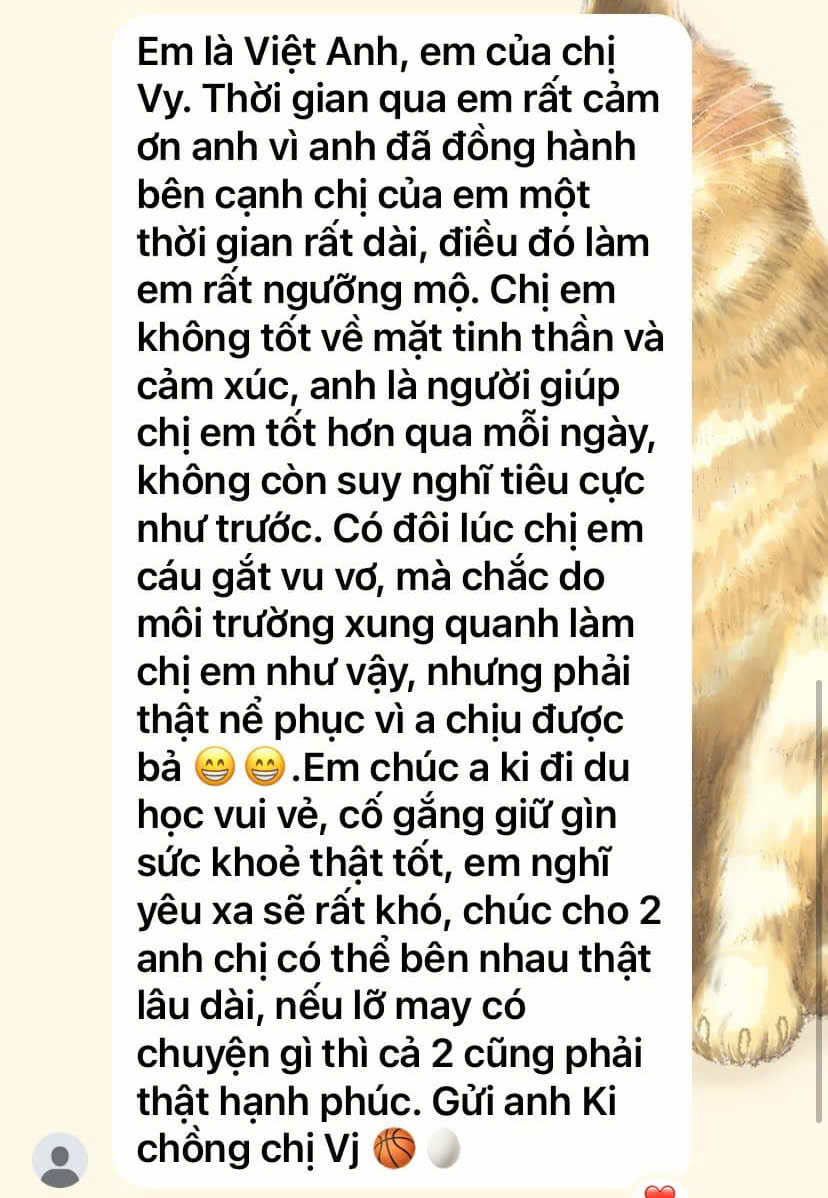 Em là Việt Anh, em của chị
Vy. Thời gian qua em rất cảm
ơn anh vì anh đã đồng hành
bên cạnh chị của em một
thời gian rất dài, điều đó làm
em rất ngưỡng mộ. Chị em
không tốt về mặt tinh thần và
cảm xúc, anh là người giúp
chị em tốt hơn qua mỗi ngày,
không còn suy nghĩ tiêu cực
như trước. Có đôi lúc chị em
cáu gắt vu vơ, mà chắc do
môi trường xung quanh làm
chị em như vậy, nhưng phải
thật nể phục vì a chịu được
bả 😁😁.Em chúc a ki đi du
học vui vẻ, cố gắng giữ gìn
sức khoẻ thật tốt, em nghĩ
yêu xa sẽ rất khó, chúc cho 2
anh chị có thể bên nhau thật
lâu dài, nếu lỡ may có
chuyện gì thì cả 2 cũng phải
thật hạnh phúc. Gửi anh Ki
chồng chị Vj 🏀🥚